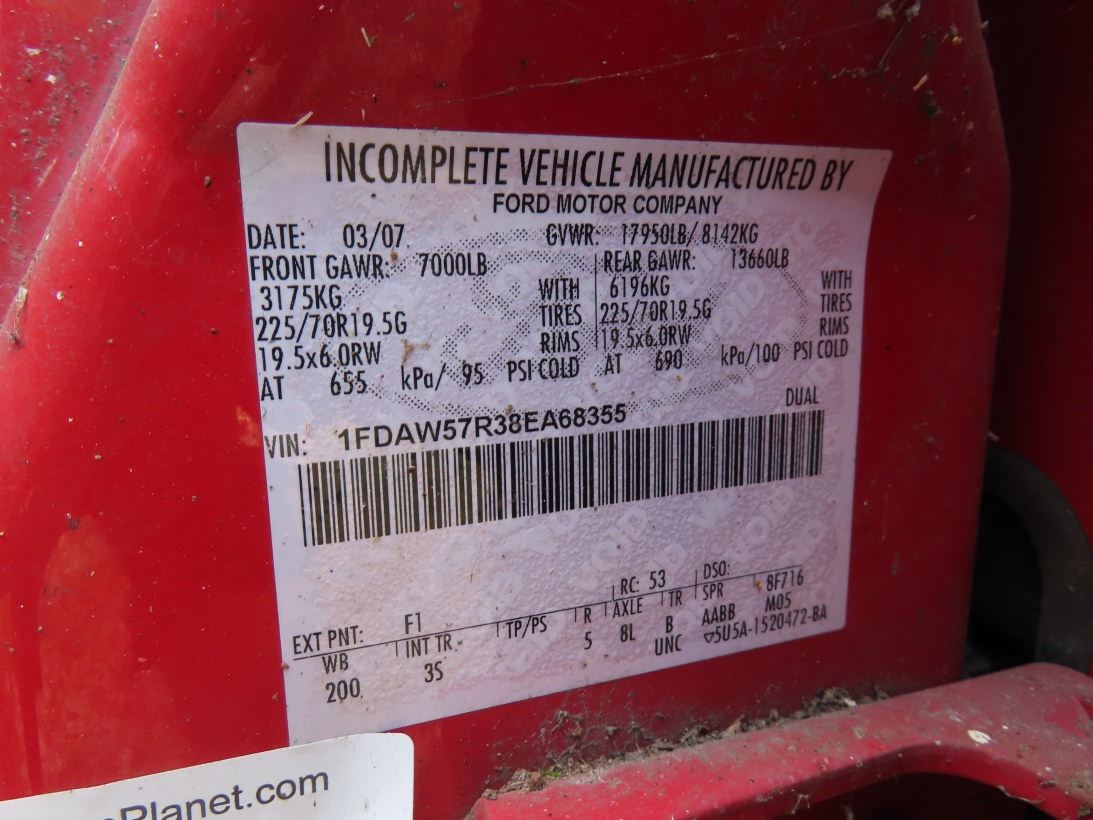 INCOMPLETE VEHICLE MANUFACTURED BY
FORD MOTOR COMPANY
DATE: 03/07 GVWR: 17950LB/ 8142KG
FRONT GAWR: 7000LB REAR GAWR: 13660LB
3175KG WITH 6196KG WITH
225/70R19.5G TIRES 225/70R19.5G TIRES
19.5x6.0RW RIMS 19.5x6.0RW RIMS
AT 655 kPa/ 95 PSI COLD AT 690 kPa/100 PSI COLD
DUAL
VIN: 1FDAW57R38EA68355
RC: 53 DSO:
EXT PNT: F1 8F716
WB INT TR TP/PS R AXLE TR SPR M05
200 3S 5 8L B AABB
UNC 5U5A-1520472-BA
Planet.com